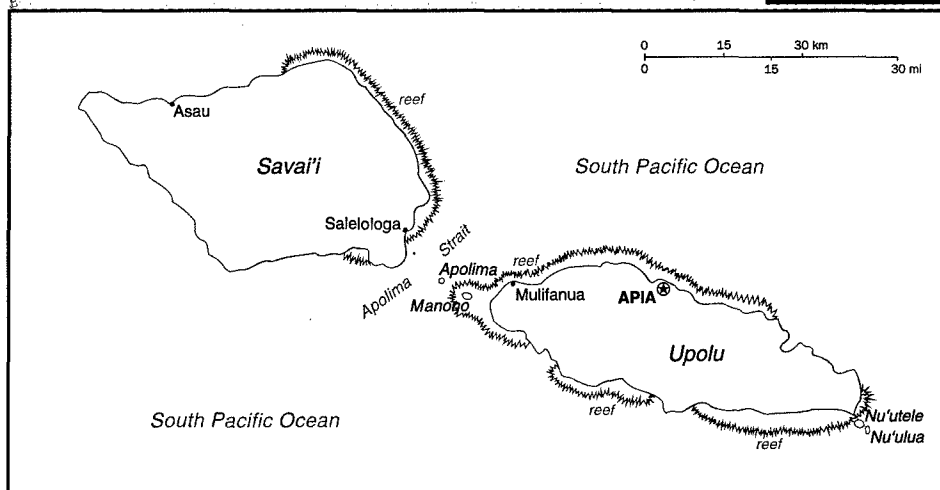 0 15 30 km
0 15 30 mi
reef
Asau
Savai'i
South Pacific Ocean
Salelologa
Strait
Apolima
reef
Apolima
Manono
Mulifanua
APIA
Upolu
South Pacific Ocean
reef
reef
Nu'utele
Nu'ulua